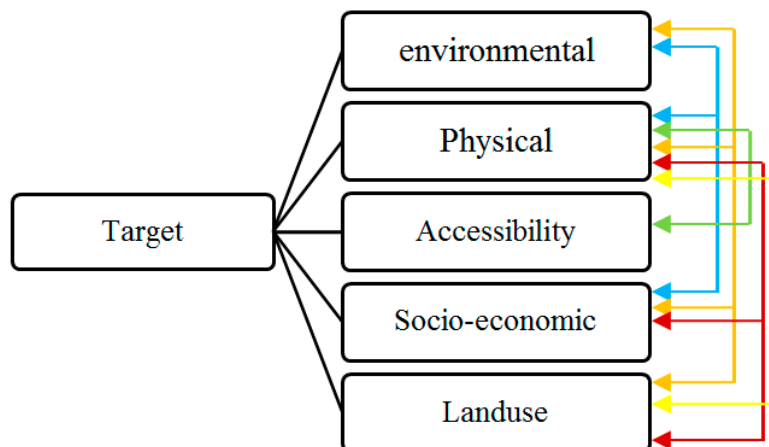 environmental
Physical
Target
Accessibility
Socio-economic
Landuse